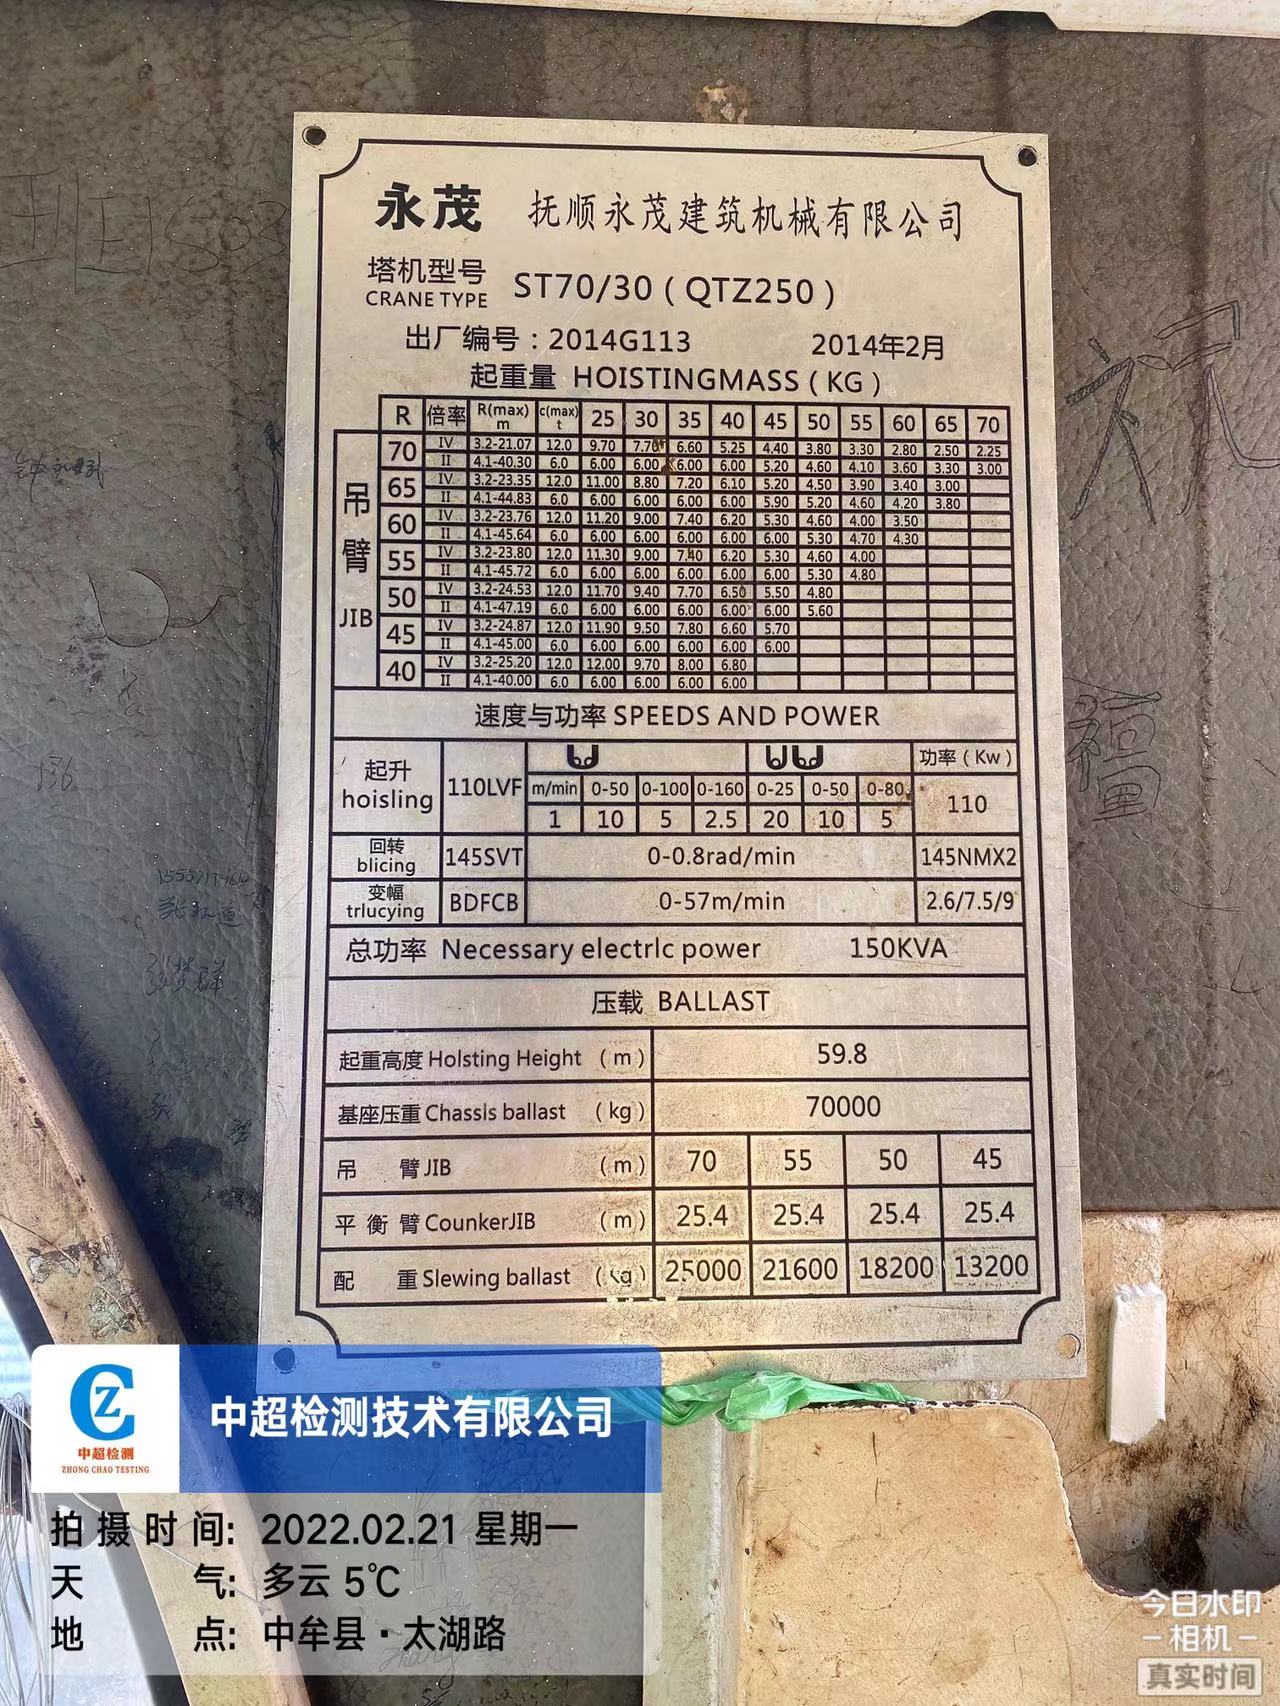 永茂 抚顺永茂建筑机械有限公司
塔机型号 ST70/30(QTZ250)
CRANE TYPE
出厂编号：2014G113 2014年2月
起重量 HOISTINGMASS(KG)
R 倍率 R(max) m c(max) t 25 30 35 40 45 50 55 60 65 70
吊臂 JIB
70 IV 3.2-21.07 12.0 9.70 7.70 6.60 5.25 4.40 3.80 3.30 2.80 2.50 2.25
II 4.1-40.30 6.0 6.00 6.00 6.00 6.00 5.20 4.60 4.10 3.60 3.30 3.00
65 IV 3.2-23.35 12.0 11.00 8.80 7.20 6.10 5.20 4.50 3.90 3.40 3.00
II 4.1-44.83 6.0 6.00 6.00 6.00 6.00 5.90 5.20 4.60 4.20 3.80
60 IV 3.2-23.76 12.0 11.20 9.00 7.40 6.20 5.30 4.60 4.00 3.50
II 4.1-45.64 6.0 6.00 6.00 6.00 6.00 6.00 5.30 4.70 4.30
55 IV 3.2-23.80 12.0 11.30 9.00 7.40 6.20 5.30 4.60 4.00
II 4.1-45.72 6.0 6.00 6.00 6.00 6.00 6.00 5.30 4.80
50 IV 3.2-24.53 12.0 11.70 9.40 7.70 6.50 5.50 4.80
II 4.1-47.19 6.0 6.00 6.00 6.00 6.00 6.00 5.60
45 IV 3.2-24.87 12.0 11.90 9.50 7.80 6.60 5.70
II 4.1-45.00 6.0 6.00 6.00 6.00 6.00 6.00
40 IV 3.2-25.20 12.0 12.00 9.70 8.00 6.80
II 4.1-40.00 6.0 6.00 6.00 6.00 6.00
速度与功率 SPEEDS AND POWER
起升 hoisling 110LVF 功率(Kw)
m/min 0-50 0-100 0-160 0-25 0-50 0-80 110
1 10 5 2.5 20 10 5
回转 blicing 145SVT 0-0.8rad/min 145NMX2
变幅 trlucying BDFCB 0-57m/min 2.6/7.5/9
总功率 Necessary electrlc power 150KVA
压载 BALLAST
起重高度 Holsting Height (m) 59.8
基座压重 Chassls ballast (kg) 70000
吊臂 JIB (m) 70 55 50 45
平衡臂 CounkerJIB (m) 25.4 25.4 25.4 25.4
配重 Slewing ballast (kg) 25000 21600 18200 13200
CZ
中超检测
ZHONG CHAO TESTING
中超检测技术有限公司
拍摄时间: 2022.02.21 星期一
天气: 多云 5℃
地点: 中牟县·太湖路
今日水印
-相机-
真实时间
福
136